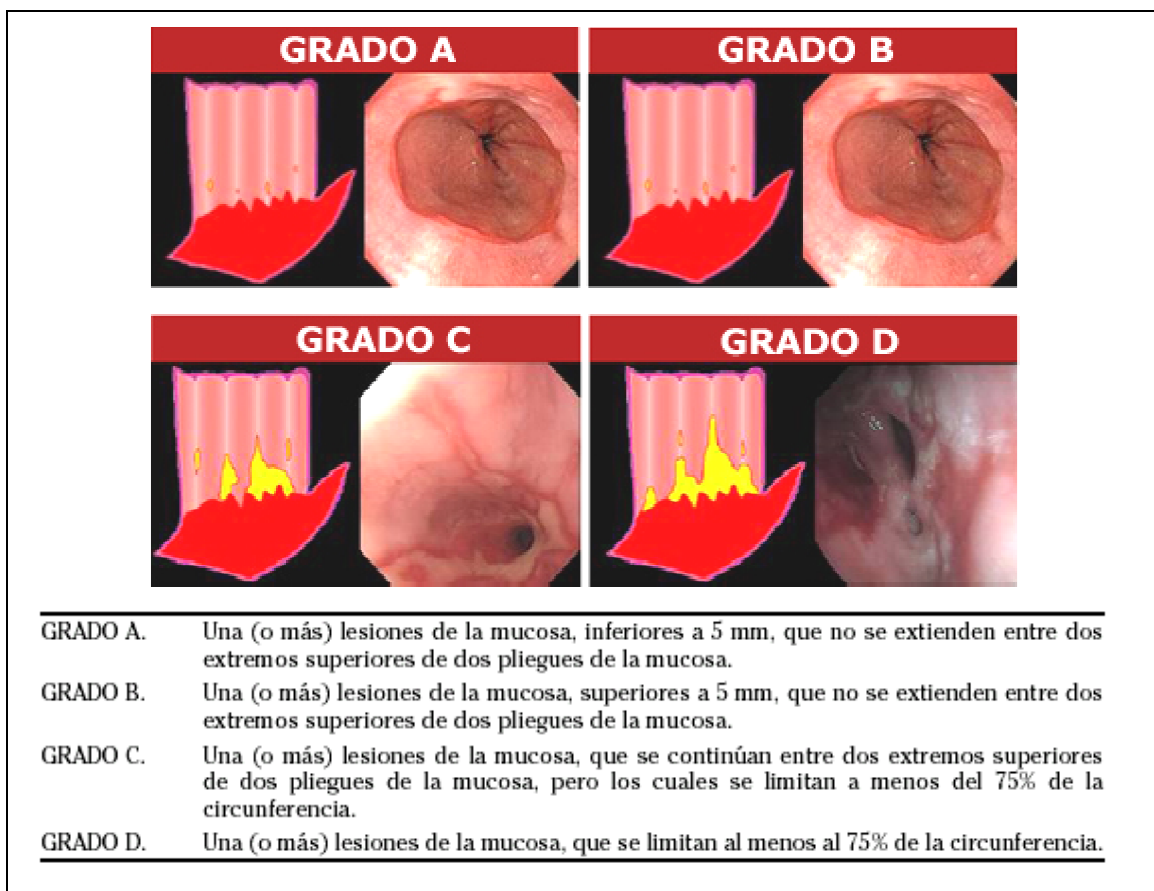 GRADO A
GRADO B
GRADO C
GRADO D
GRADO A. Una (o más) lesiones de la mucosa, inferiores a 5 mm, que no se extienden entre dos
extremos superiores de dos pliegues de la mucosa.
GRADO B. Una (o más) lesiones de la mucosa, superiores a 5 mm, que no se extienden entre dos
extremos superiores de dos pliegues de la mucosa.
GRADO C. Una (o más) lesiones de la mucosa, que se continúan entre dos extremos superiores
de dos pliegues de la mucosa, pero los cuales se limitan a menos del 75% de la
circunferencia.
GRADO D. Una (o más) lesiones de la mucosa, que se limitan al menos al 75% de la circunferencia.